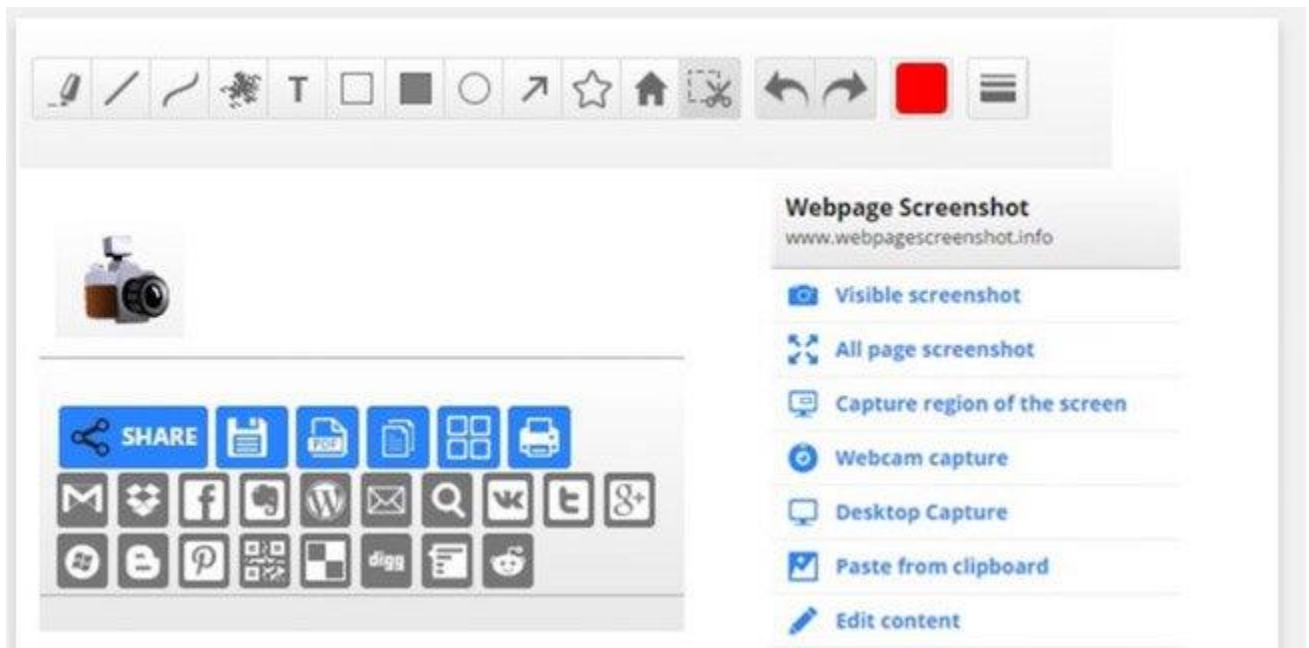 T
Webpage Screenshot
www.webpagescreenshot.info
Visible screenshot
All page screenshot
Capture region of the screen
Webcam capture
Desktop Capture
Paste from clipboard
Edit content
SHARE
PDF
digg